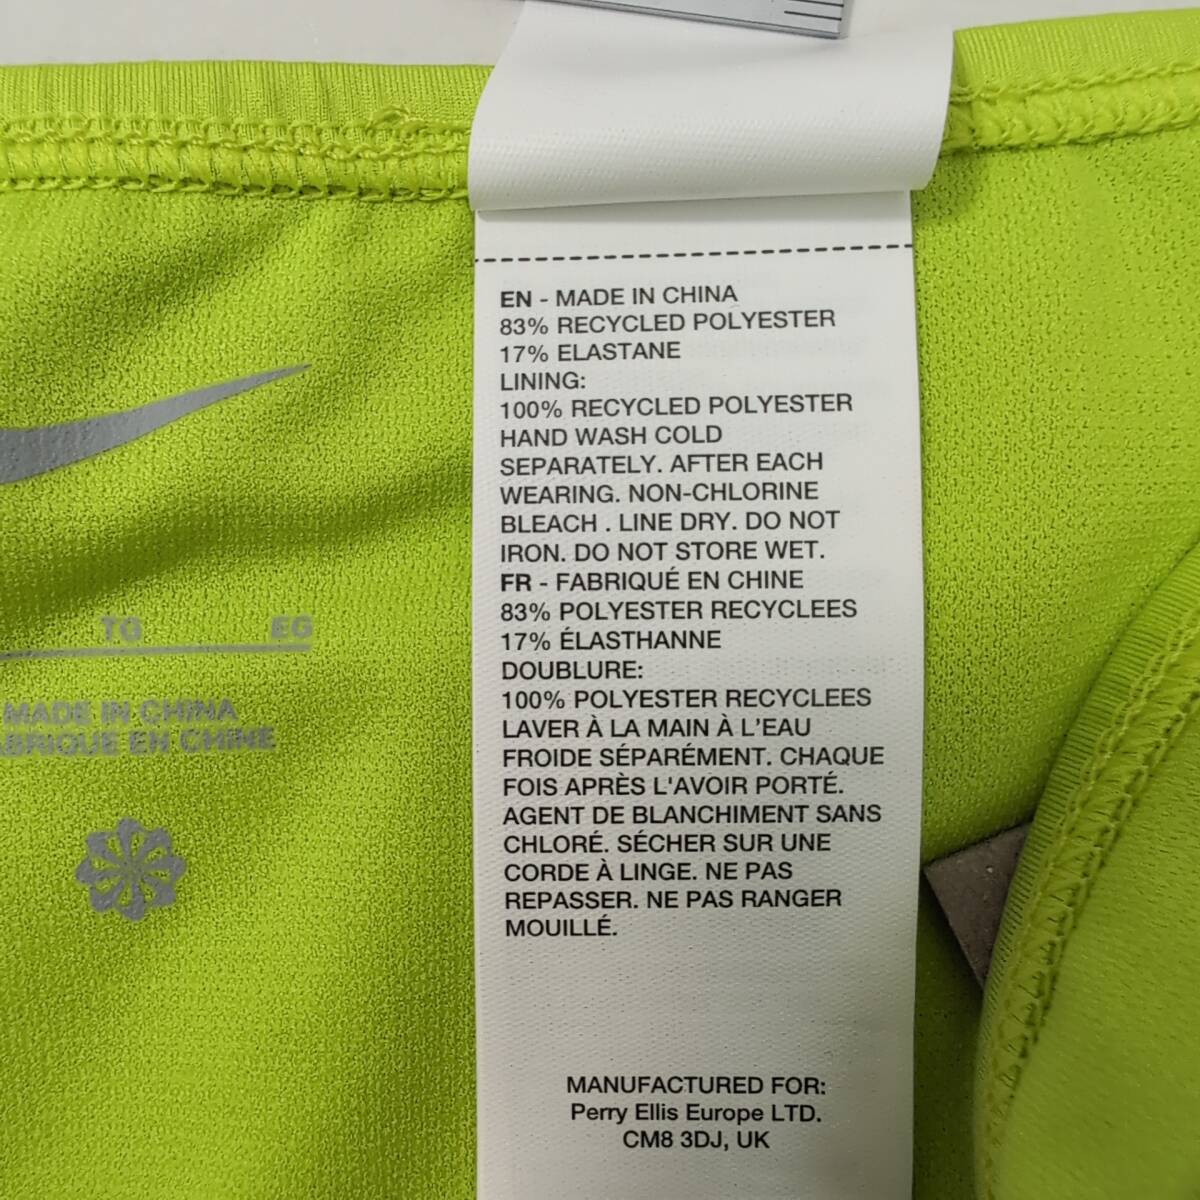 EN - MADE IN CHINA
83% RECYCLED POLYESTER
17% ELASTANE
LINING:
100% RECYCLED POLYESTER
HAND WASH COLD
SEPARATELY. AFTER EACH
WEARING. NON-CHLORINE
BLEACH . LINE DRY. DO NOT
IRON. DO NOT STORE WET.
FR - FABRIQUÉ EN CHINE
83% POLYESTER RECYCLEES
17% ÉLASTHANNE
DOUBLURE:
100% POLYESTER RECYCLEES
LAVER À LA MAIN À L'EAU
FROIDE SÉPARÉMENT. CHAQUE
FOIS APRÈS L'AVOIR PORTÉ.
AGENT DE BLANCHIMENT SANS
CHLORÉ. SÉCHER SUR UNE
CORDE À LINGE. NE PAS
REPASSER. NE PAS RANGER
MOUILLÉ.
MANUFACTURED FOR:
Perry Ellis Europe LTD.
CM8 3DJ, UK
TG EG
MADE IN CHINA
ABRIQUE EN CHINE